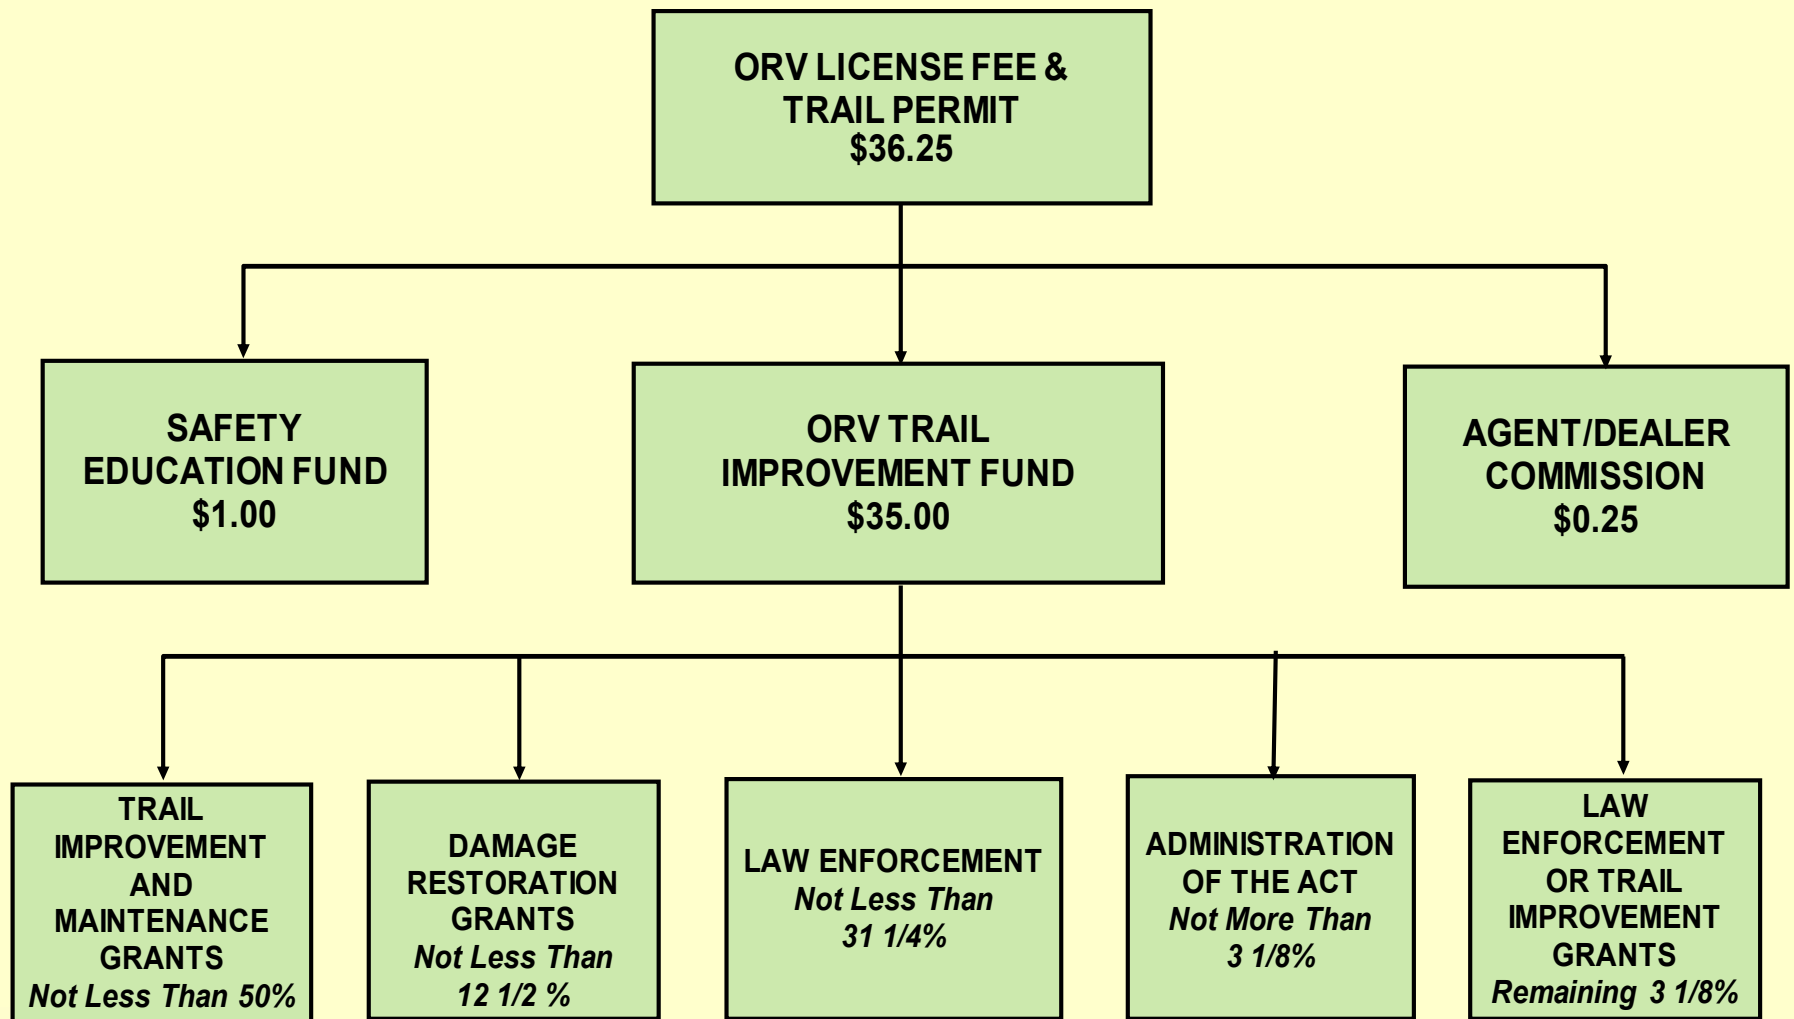 ORV LICENSE FEE &
TRAIL PERMIT
$36.25
SAFETY
EDUCATION FUND
$1.00
ORV TRAIL
IMPROVEMENT FUND
$35.00
AGENT/DEALER
COMMISSION
$0.25
TRAIL
IMPROVEMENT
AND
MAINTENANCE
GRANTS
Not Less Than 50%
DAMAGE
RESTORATION
GRANTS
Not Less Than
12 1/2 %
LAW ENFORCEMENT
Not Less Than
31 1/4%
ADMINISTRATION
OF THE ACT
Not More Than
3 1/8%
LAW
ENFORCEMENT
OR TRAIL
IMPROVEMENT
GRANTS
Remaining 3 1/8%